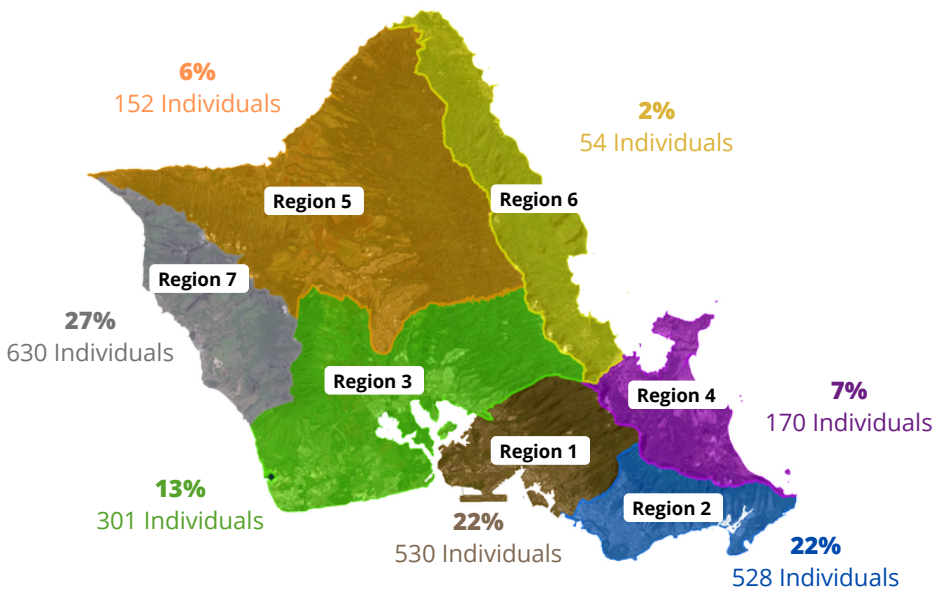 6%
152 Individuals
2%
54 Individuals
Region 5
Region 6
Region 7
27%
630 Individuals
Region 3
Region 4
7%
170 Individuals
Region 1
13%
301 Individuals
Region 2
22%
530 Individuals
22%
528 Individuals